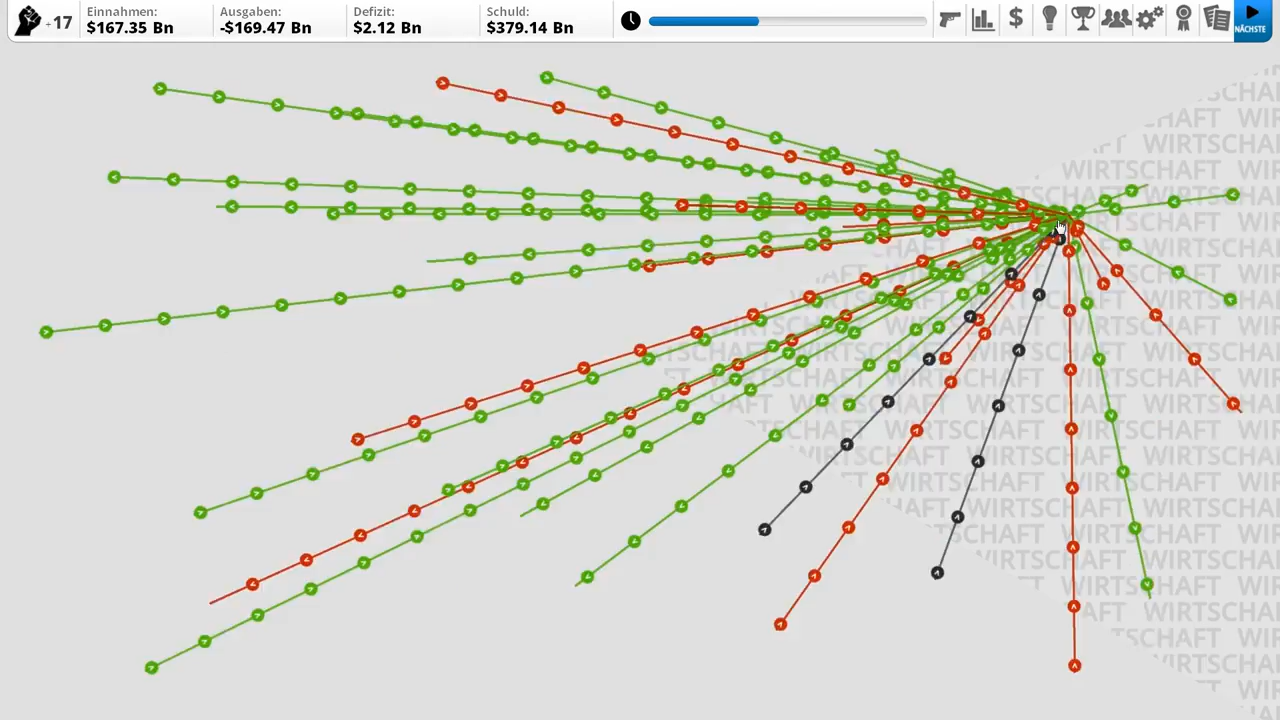 +17
Einnahmen:
$167.35 Bn
Ausgaben:
-$169.47 Bn
Defizit:
$2.12 Bn
Schuld:
$379.14 Bn
$
NÄCHSTE
WIRTSCHAFT